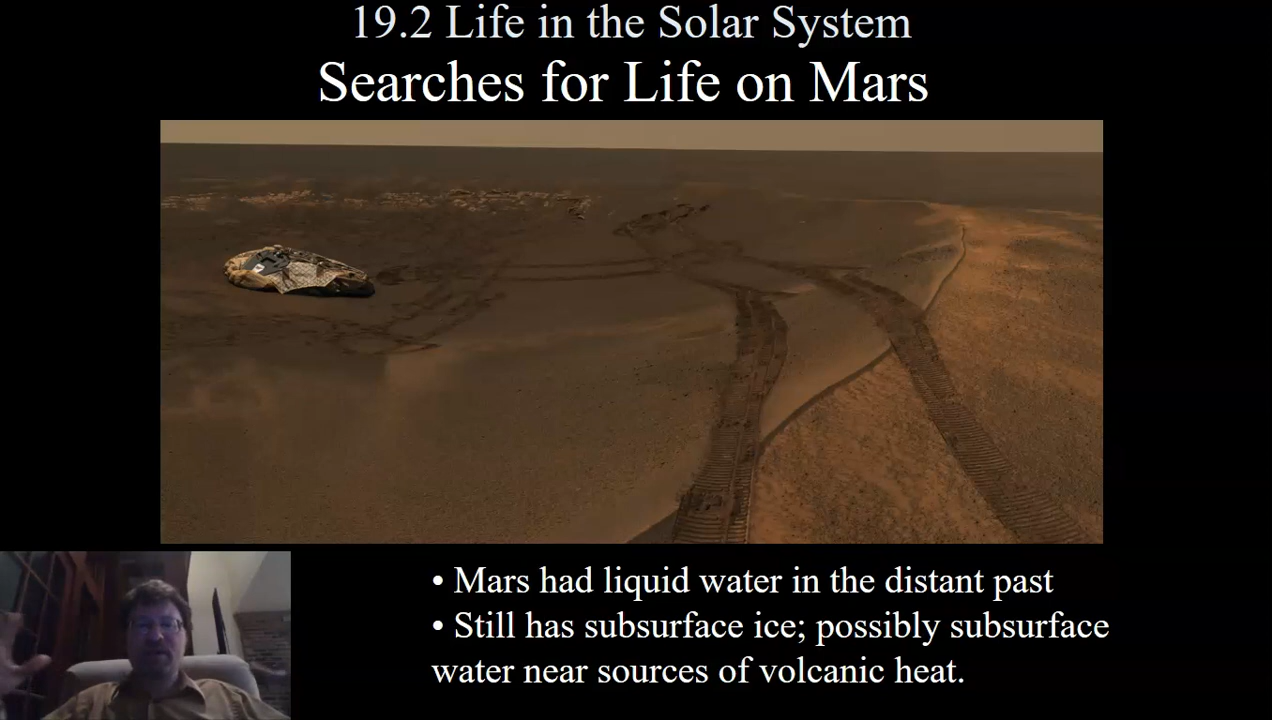 19.2 Life in the Solar System
Searches for Life on Mars
• Mars had liquid water in the distant past
• Still has subsurface ice; possibly subsurface
water near sources of volcanic heat.